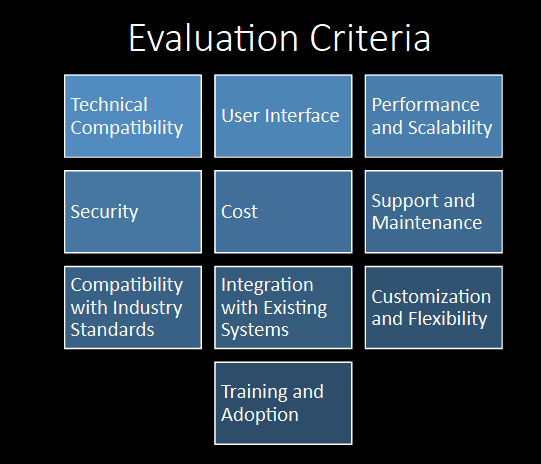 Evaluation Criteria
Technical
Compatibility
User Interface
Performance
and Scalability
Security
Cost
Support and
Maintenance
Compatibility
with Industry
Standards
Integration
with Existing
Systems
Customization
and Flexibility
Training and
Adoption